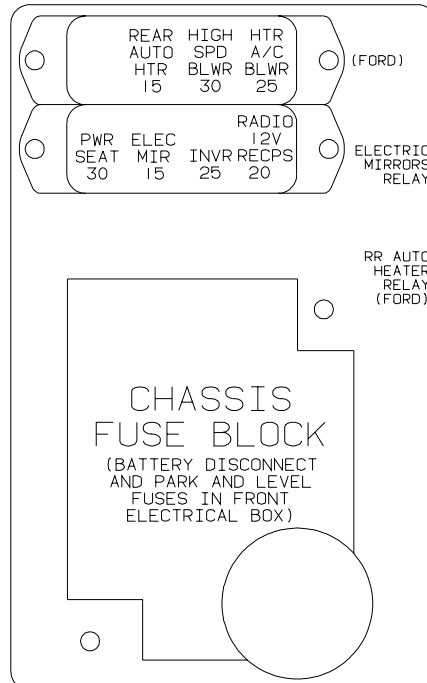 REAR HIGH HTR
AUTO SPD A/C
HTR BLWR BLWR
15 30 25
(FORD)
RADIO
PWR ELEC 12V
SEAT MIR INVR RECPS
30 15 25 20
ELECTRIC
MIRRORS
RELAY
RR AUTO
HEATER
RELAY
(FORD)
CHASSIS
FUSE BLOCK
(BATTERY DISCONNECT
AND PARK AND LEVEL
FUSES IN FRONT
ELECTRICAL BOX)